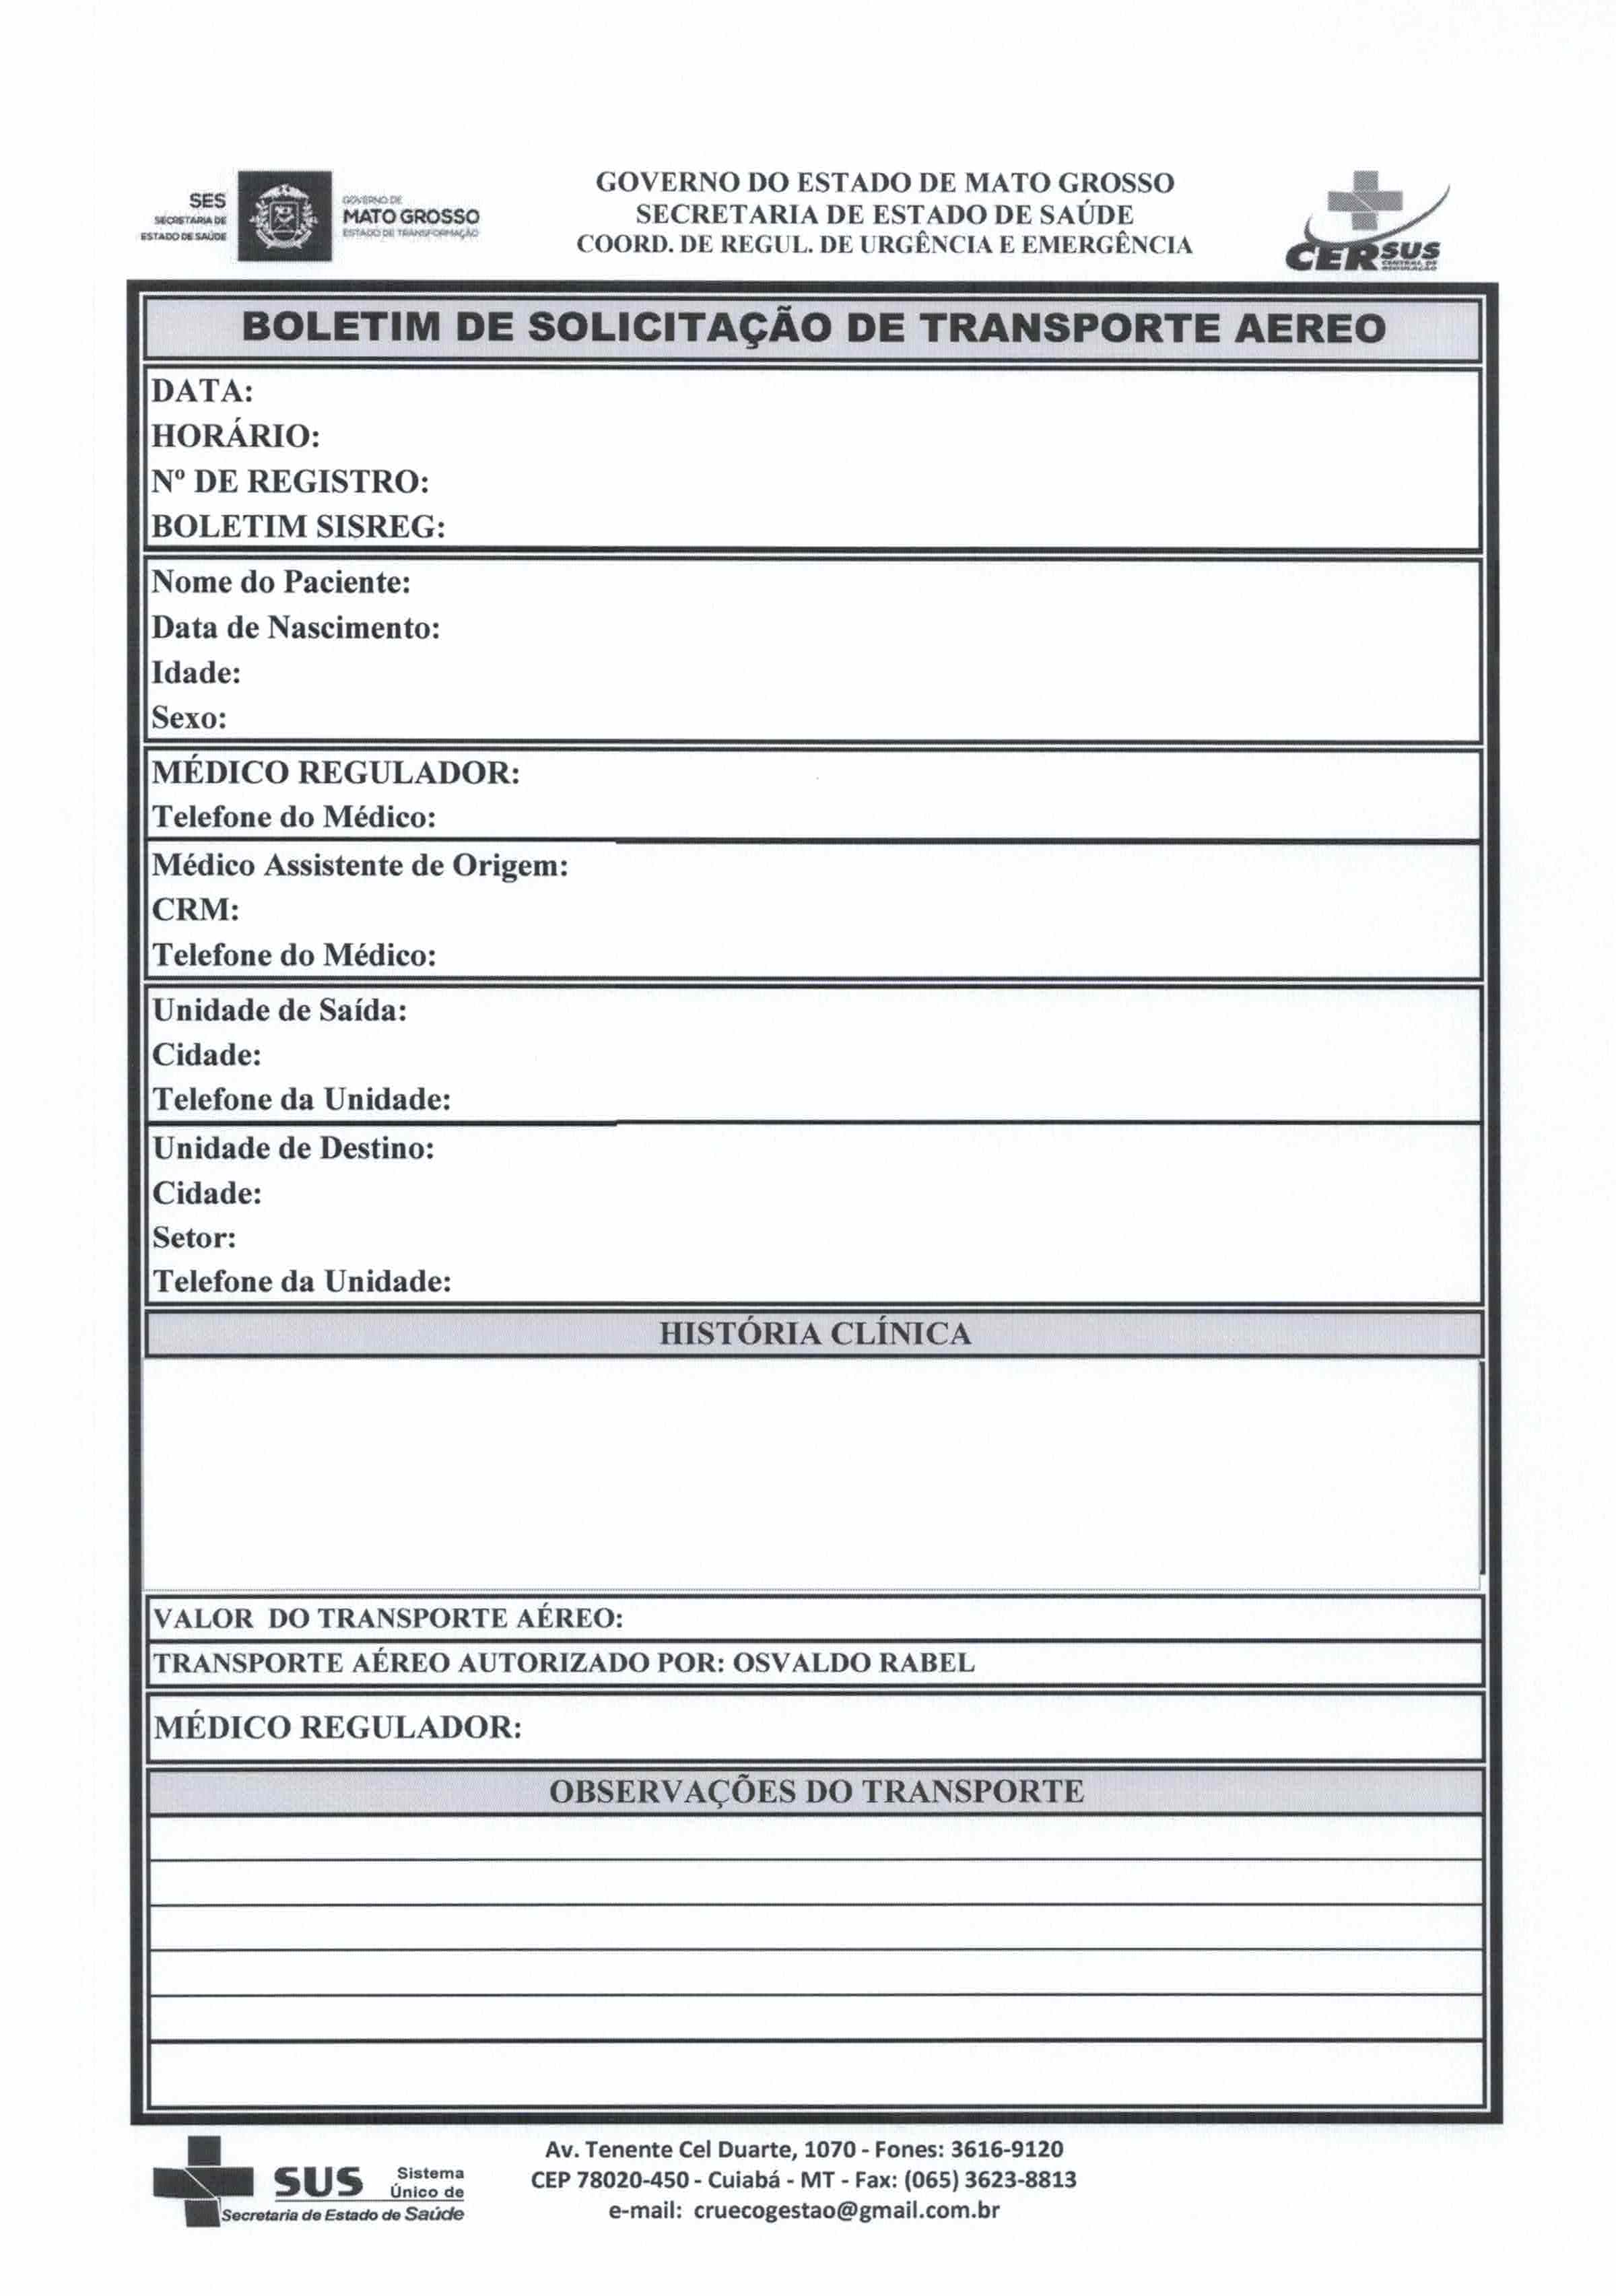 SES
SECRETARIA DE
ESTADO DE SAÚDE
GOVERNO DE
MATO GROSSO
ESTADO DE TRANSFORMAÇÃO
GOVERNO DO ESTADO DE MATO GROSSO
SECRETARIA DE ESTADO DE SAÚDE
COORD. DE REGUL. DE URGÊNCIA E EMERGÊNCIA
CERSUS
CENTRAL DE
REGULAÇÃO
BOLETIM DE SOLICITAÇÃO DE TRANSPORTE AEREO
DATA:
HORÁRIO:
Nº DE REGISTRO:
BOLETIM SISREG:
Nome do Paciente:
Data de Nascimento:
Idade:
Sexo:
MÉDICO REGULADOR:
Telefone do Médico:
Médico Assistente de Origem:
CRM:
Telefone do Médico:
Unidade de Saída:
Cidade:
Telefone da Unidade:
Unidade de Destino:
Cidade:
Setor:
Telefone da Unidade:
HISTÓRIA CLÍNICA
VALOR DO TRANSPORTE AÉREO:
TRANSPORTE AÉREO AUTORIZADO POR: OSVALDO RABEL
MÉDICO REGULADOR:
OBSERVAÇÕES DO TRANSPORTE
SUS Sistema
Único de
Secretaria de Estado de Saúde
Av. Tenente Cel Duarte, 1070 - Fones: 3616-9120
CEP 78020-450 - Cuiabá - MT - Fax: (065) 3623-8813
e-mail: cruecogestao@gmail.com.br